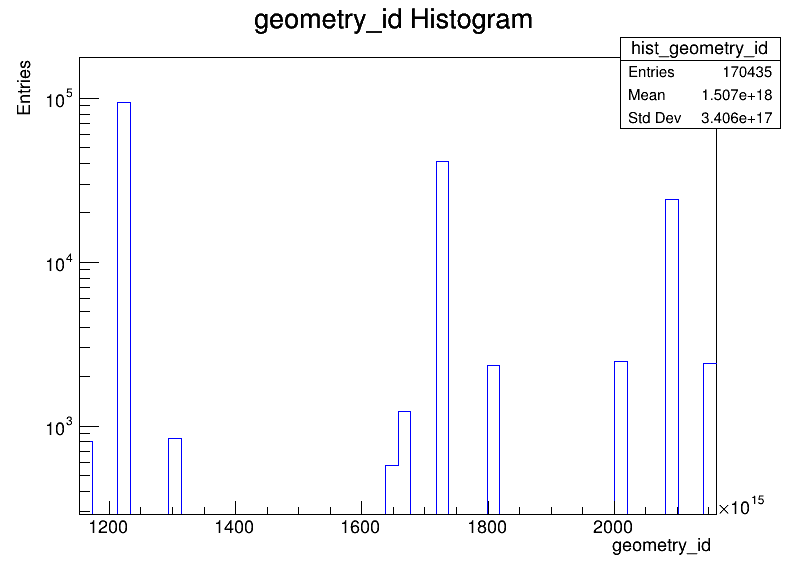 geometry_id Histogram
hist_geometry_id
Entries 170435
Mean 1.507e+18
Std Dev 3.406e+17
Entries
10^5
10^4
10^3
1200 1400 1600 1800 2000
×10^15
geometry_id